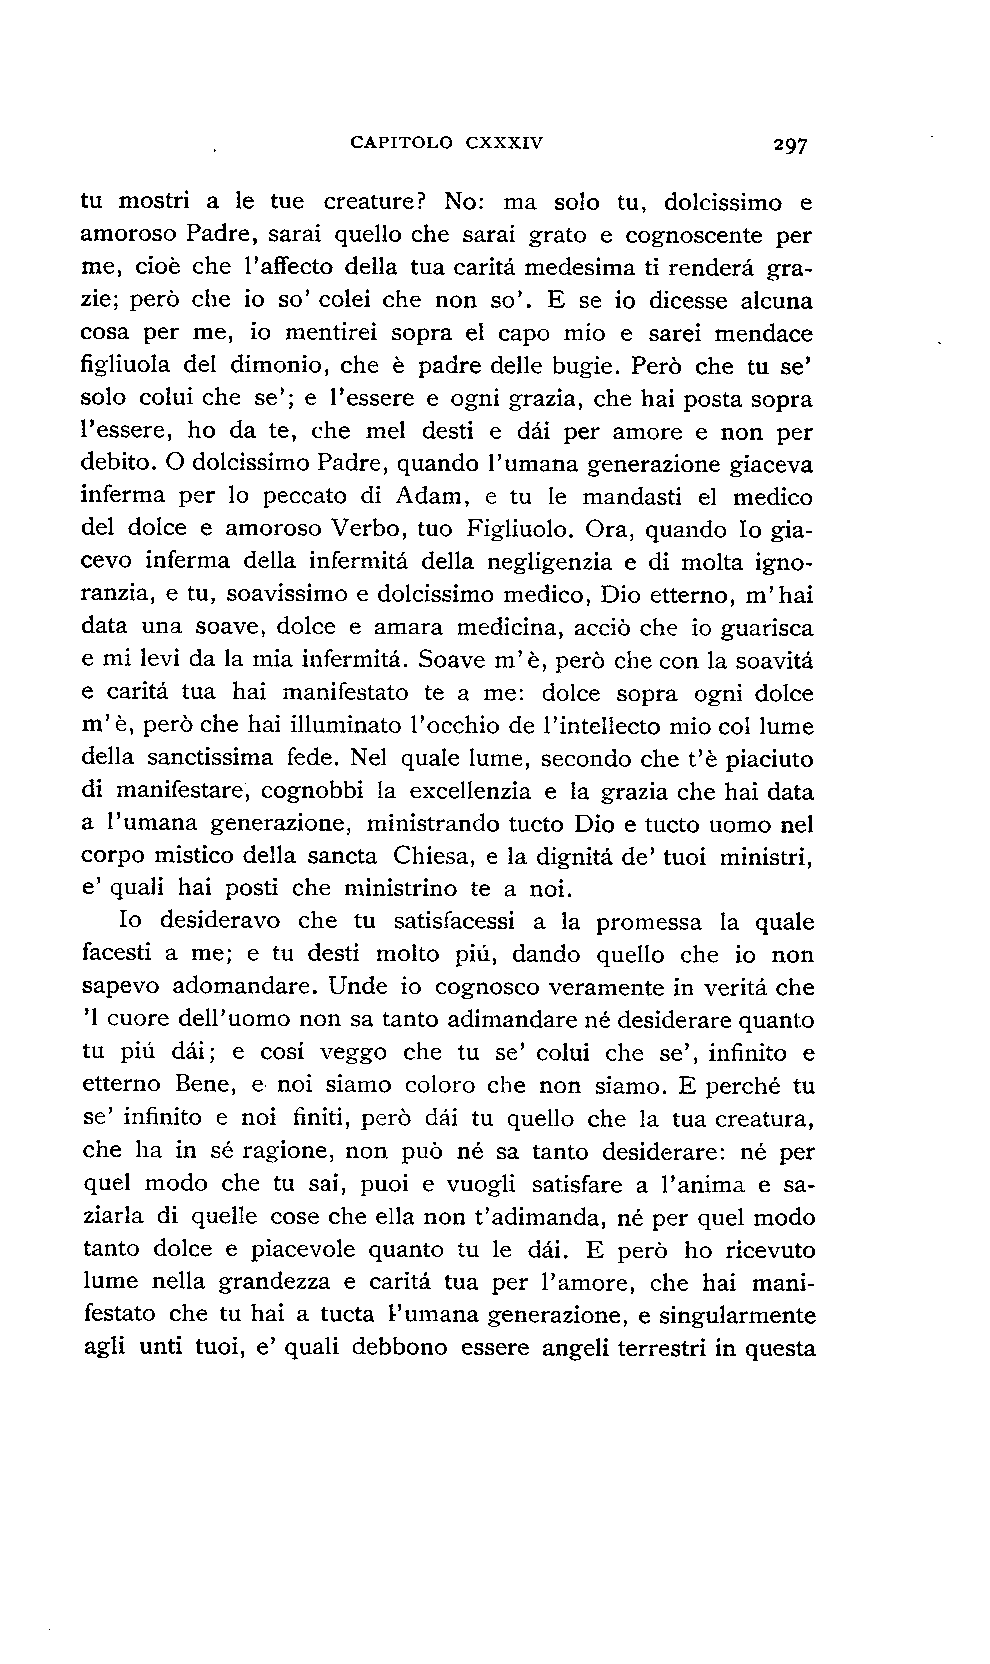 CAPITOLO CXXXIV 297
tu mostri a le tue creature? No: ma solo tu, dolcissimo e
amoroso Padre, sarai quello che sarai grato e cognoscente per
me, cioè che l'affecto della tua caritá medesima ti renderá gra-
zie; però che io so' colei che non so'. E se io dicesse alcuna
cosa per me, io mentirei sopra el capo mio e sarei mendace
figliuola del dimonio, che è padre delle bugie. Però che tu se'
solo colui che se'; e l'essere e ogni grazia, che hai posta sopra
l'essere, ho da te, che mel desti e dái per amore e non per
debito. O dolcissimo Padre, quando l'umana generazione giaceva
inferma per lo peccato di Adam, e tu le mandasti el medico
del dolce e amoroso Verbo, tuo Figliuolo. Ora, quando Io gia-
cevo inferma della infermitá della negligenzia e di molta igno-
ranzia, e tu, soavissimo e dolcissimo medico, Dio etterno, m'hai
data una soave, dolce e amara medicina, acciò che io guarisca
e mi levi da la mia infermitá. Soave m'è, però che con la soavitá
e caritá tua hai manifestato te a me: dolce sopra ogni dolce
m'è, però che hai illuminato l'occhio de l'intellecto mio col lume
della sanctissima fede. Nel quale lume, secondo che t'è piaciuto
di manifestare, cognobbi la excellenzia e la grazia che hai data
a l'umana generazione, ministrando tucto Dio e tucto uomo nel
corpo mistico della sancta Chiesa, e la dignitá de' tuoi ministri,
e' quali hai posti che ministrino te a noi.
Io desideravo che tu satisfacessi a la promessa la quale
facesti a me; e tu desti molto piú, dando quello che io non
sapevo adomandare. Unde io cognosco veramente in veritá che
'l cuore dell'uomo non sa tanto adimandare né desiderare quanto
tu piú dái; e cosí veggo che tu se' colui che se', infinito e
etterno Bene, e noi siamo coloro che non siamo. E perché tu
se' infinito e noi finiti, però dái tu quello che la tua creatura,
che ha in sé ragione, non può né sa tanto desiderare: né per
quel modo che tu sai, puoi e vuogli satisfare a l'anima e sa-
ziarla di quelle cose che ella non t'adimanda, né per quel modo
tanto dolce e piacevole quanto tu le dái. E però ho ricevuto
lume nella grandezza e caritá tua per l'amore, che hai mani-
festato che tu hai a tucta l'umana generazione, e singularmente
agli unti tuoi, e' quali debbono essere angeli terrestri in questa